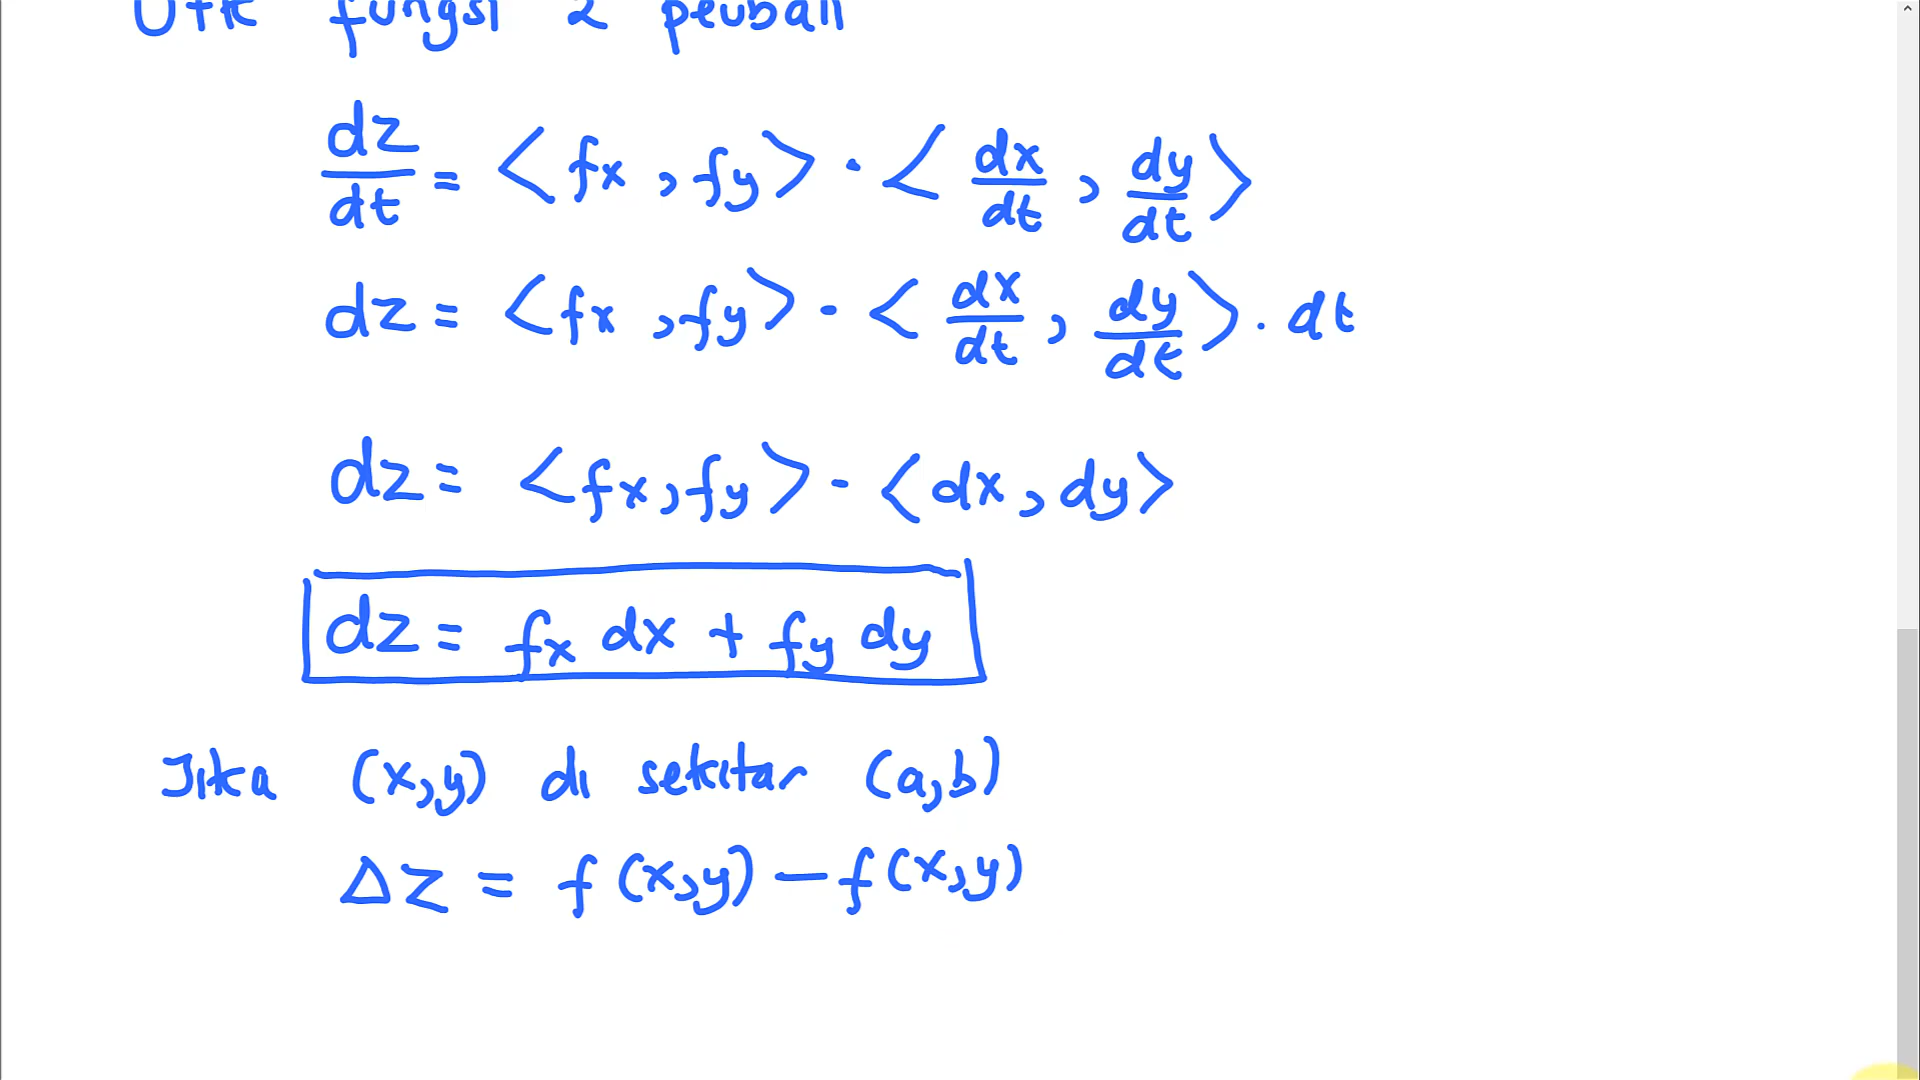 Utk fungsi 2 peubah
dz/dt = <fx, fy> · <dx/dt, dy/dt>
dz = <fx, fy> · <dx/dt, dy/dt> · dt
dz = <fx, fy> · <dx, dy>
dz = fx dx + fy dy
Jika (x,y) di sekitar (a,b)
Δz = f(x,y) – f(x,y)